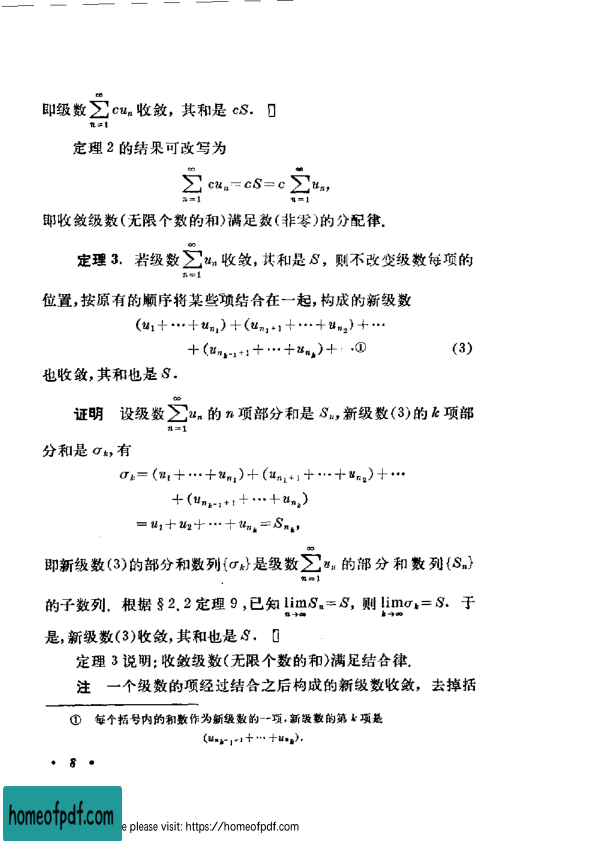 即级数 $\sum_{n=1}^{\infty} cu_n$ 收敛，其和是 $cS$. ▯
定理 2 的结果可改写为
$\sum_{n=1}^{\infty} cu_n = cS = c\sum_{n=1}^{\infty} u_n$,
即收敛级数(无限个数的和)满足数(非零)的分配律.
定理 3. 若级数 $\sum_{n=1}^{\infty} u_n$ 收敛，其和是 $S$，则不改变级数每项的
位置，按原有的顺序将某些项结合在一起，构成的新级数
$(u_1+\cdots+u_{n_1})+(u_{n_1+1}+\cdots+u_{n_2})+\cdots$
$+(u_{n_{k-1}+1}+\cdots+u_{n_k})+\cdots$① (3)
也收敛，其和也是 $S$.
证明 设级数 $\sum_{n=1}^{\infty} u_n$ 的 $n$ 项部分和是 $S_n$，新级数(3)的 $k$ 项部
分和是 $\sigma_k$，有
$\sigma_k=(u_1+\cdots+u_{n_1})+(u_{n_1+1}+\cdots+u_{n_2})+\cdots$
$+(u_{n_{k-1}+1}+\cdots+u_{n_k})$
$=u_1+u_2+\cdots+u_{n_k}=S_{n_k}$,
即新级数(3)的部分和数列$\{\sigma_k\}$是级数 $\sum_{n=1}^{\infty} u_n$ 的部分和数列$\{S_n\}$
的子数列. 根据§2.2定理9，已知 $\lim_{n\to\infty} S_n=S$，则 $\lim_{k\to\infty}\sigma_k=S$. 于
是，新级数(3)收敛，其和也是 $S$. ▯
定理 3 说明：收敛级数(无限个数的和)满足结合律.
注 一个级数的项经过结合之后构成的新级数收敛，去掉括
① 每个括号内的和数作为新级数的一项，新级数的第 $k$ 项是
$(u_{n_{k-1}+1}+\cdots+u_{n_k})$.
• 8 •
homeofpdf.com
e please visit: https://homeofpdf.com